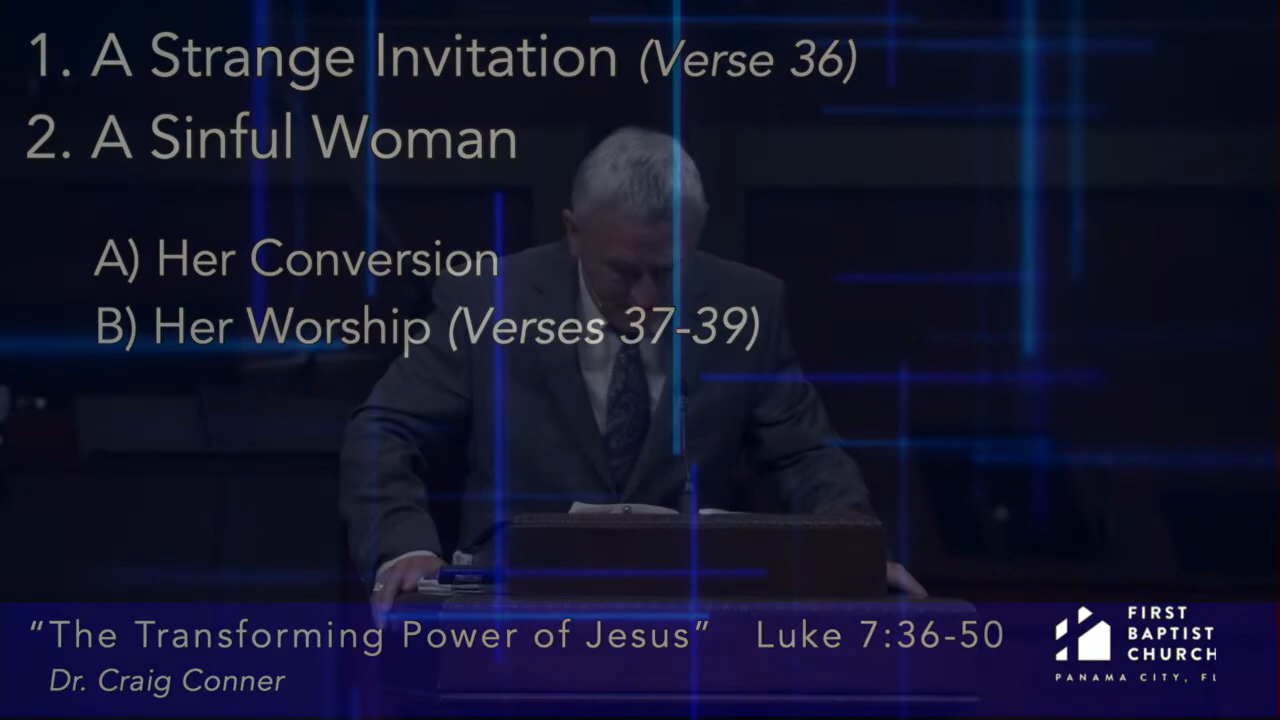 1. A Strange Invitation (Verse 36)
2. A Sinful Woman
A) Her Conversion
B) Her Worship (Verses 37-39)
“The Transforming Power of Jesus” Luke 7:36-50
Dr. Craig Conner
FIRST
BAPTIST
CHURCH
PANAMA CITY, FL